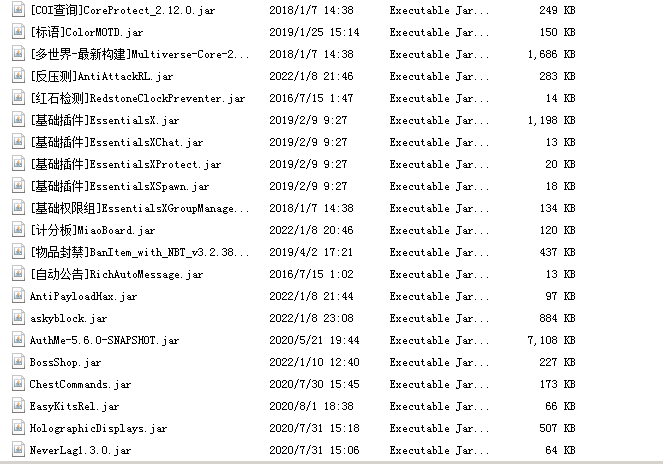 [COI查询]CoreProtect_2.12.0.jar 2018/1/7 14:38 Executable Jar... 249 KB
[标语]ColorMOTD.jar 2019/1/25 15:14 Executable Jar... 150 KB
[多世界-最新构建]Multiverse-Core-2... 2018/1/7 14:38 Executable Jar... 1,686 KB
[反压测]AntiAttackRL.jar 2022/1/8 21:46 Executable Jar... 283 KB
[红石检测]RedstoneClockPreventer.jar 2016/7/15 1:47 Executable Jar... 14 KB
[基础插件]EssentialsX.jar 2019/2/9 9:27 Executable Jar... 1,198 KB
[基础插件]EssentialsXChat.jar 2019/2/9 9:27 Executable Jar... 13 KB
[基础插件]EssentialsXProtect.jar 2019/2/9 9:27 Executable Jar... 20 KB
[基础插件]EssentialsXSpawn.jar 2019/2/9 9:27 Executable Jar... 18 KB
[基础权限组]EssentialsXGroupManage... 2018/1/7 14:38 Executable Jar... 134 KB
[计分板]MiaoBoard.jar 2022/1/8 20:46 Executable Jar... 120 KB
[物品封禁]BanItem_with_NBT_v3.2.38... 2019/4/2 17:21 Executable Jar... 437 KB
[自动公告]RichAutoMessage.jar 2016/7/15 1:02 Executable Jar... 13 KB
AntiPayloadHax.jar 2022/1/8 21:44 Executable Jar... 97 KB
askyblock.jar 2022/1/8 23:08 Executable Jar... 884 KB
AuthMe-5.6.0-SNAPSHOT.jar 2020/5/21 19:44 Executable Jar... 7,108 KB
BossShop.jar 2022/1/10 12:40 Executable Jar... 227 KB
ChestCommands.jar 2020/7/30 15:45 Executable Jar... 173 KB
EasyKitsRel.jar 2020/8/1 18:38 Executable Jar... 66 KB
HolographicDisplays.jar 2020/7/31 15:18 Executable Jar... 507 KB
NeverLag1.3.0.jar 2020/7/31 15:06 Executable Jar... 64 KB